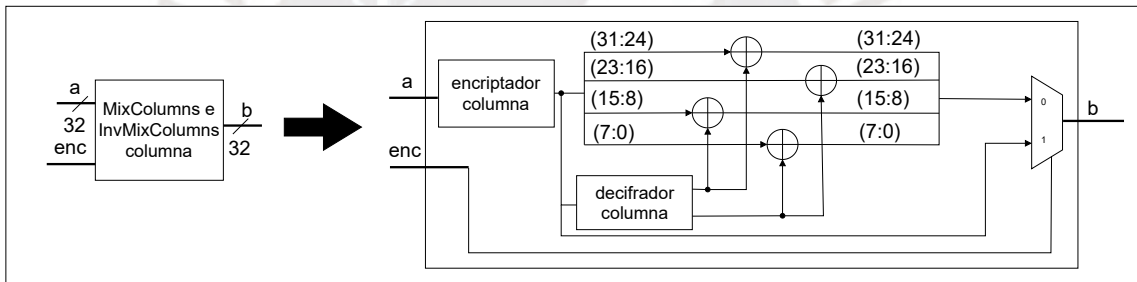 a
32
enc
MixColumns e
InvMixColumns
columna
b
32
a
enc
encriptador
columna
(31:24)
(23:16)
(15:8)
(7:0)
(31:24)
(23:16)
(15:8)
(7:0)
decifrador
columna
0
1
b